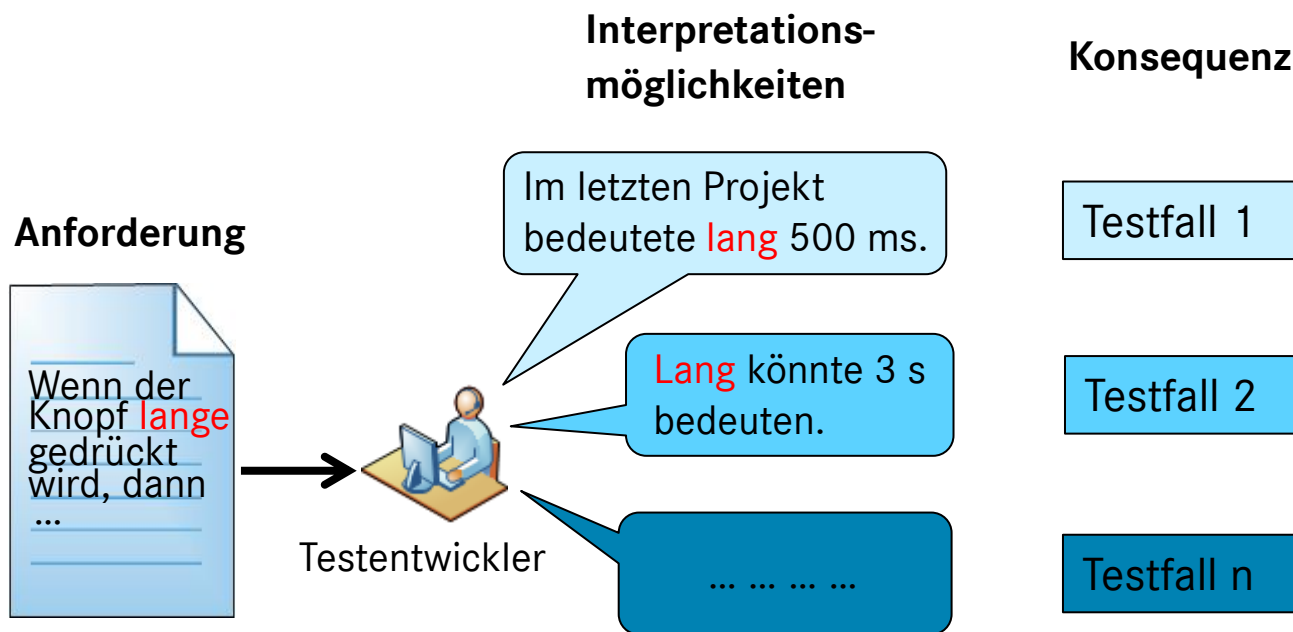 Interpretations-
möglichkeiten
Konsequenz
Anforderung
Wenn der
Knopf lange
gedrückt
wird, dann
...
Testentwickler
Im letzten Projekt
bedeutete lang 500 ms.
Lang könnte 3 s
bedeuten.
... ... ... ...
Testfall 1
Testfall 2
Testfall n